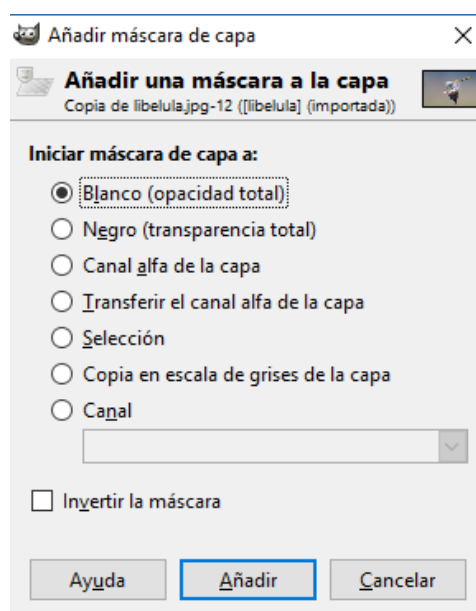 Añadir máscara de capa
Añadir una máscara a la capa
Copia de libelula.jpg-12 ([libelula] (importada))
Iniciar máscara de capa a:
Blanco (opacidad total)
Negro (transparencia total)
Canal alfa de la capa
Transferir el canal alfa de la capa
Selección
Copia en escala de grises de la capa
Canal
Invertir la máscara
Ayuda Añadir Cancelar